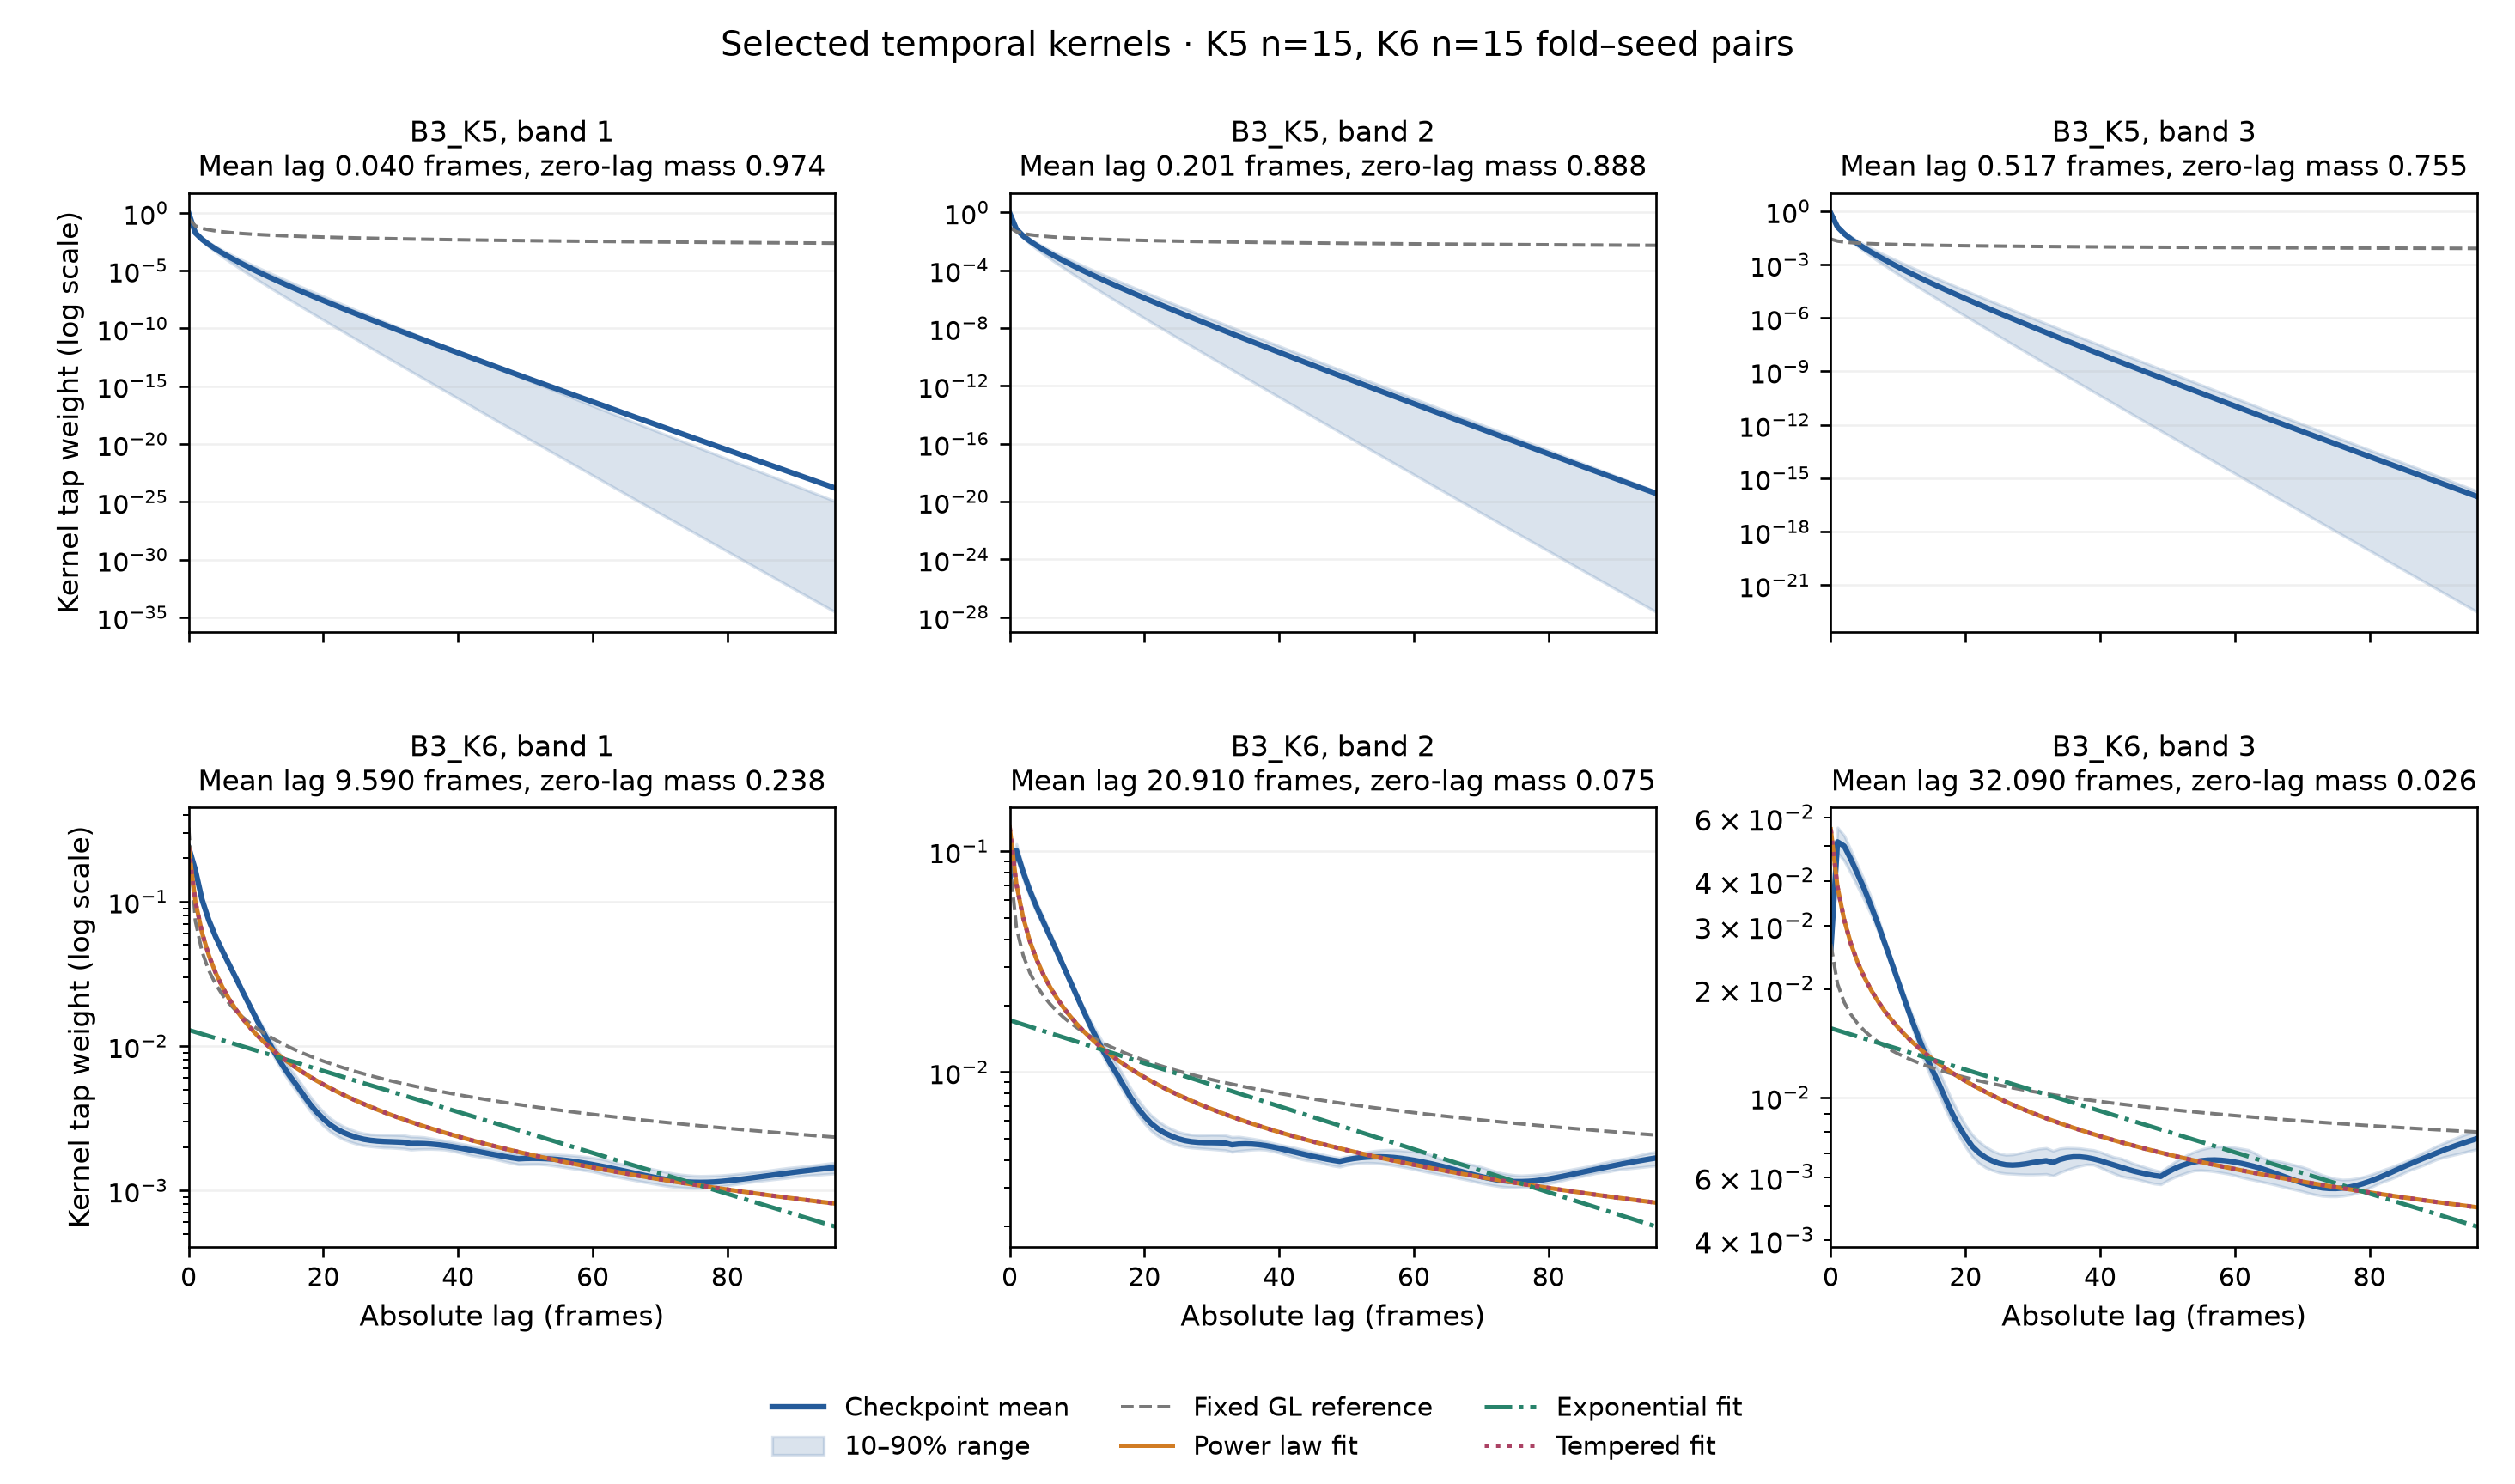 Selected temporal kernels · K5 n=15, K6 n=15 fold–seed pairs
B3_K5, band 1
Mean lag 0.040 frames, zero-lag mass 0.974
B3_K5, band 2
Mean lag 0.201 frames, zero-lag mass 0.888
B3_K5, band 3
Mean lag 0.517 frames, zero-lag mass 0.755
Kernel tap weight (log scale)
10⁰
10⁻⁵
10⁻¹⁰
10⁻¹⁵
10⁻²⁰
10⁻²⁵
10⁻³⁰
10⁻³⁵
10⁰
10⁻⁴
10⁻⁸
10⁻¹²
10⁻¹⁶
10⁻²⁰
10⁻²⁴
10⁻²⁸
10⁰
10⁻³
10⁻⁶
10⁻⁹
10⁻¹²
10⁻¹⁵
10⁻¹⁸
10⁻²¹
B3_K6, band 1
Mean lag 9.590 frames, zero-lag mass 0.238
B3_K6, band 2
Mean lag 20.910 frames, zero-lag mass 0.075
B3_K6, band 3
Mean lag 32.090 frames, zero-lag mass 0.026
Kernel tap weight (log scale)
10⁻¹
10⁻²
10⁻³
10⁻¹
10⁻²
6 × 10⁻²
4 × 10⁻²
3 × 10⁻²
2 × 10⁻²
10⁻²
6 × 10⁻³
4 × 10⁻³
0 20 40 60 80
0 20 40 60 80
0 20 40 60 80
Absolute lag (frames)
Absolute lag (frames)
Absolute lag (frames)
Checkpoint mean
10–90% range
Fixed GL reference
Power law fit
Exponential fit
Tempered fit